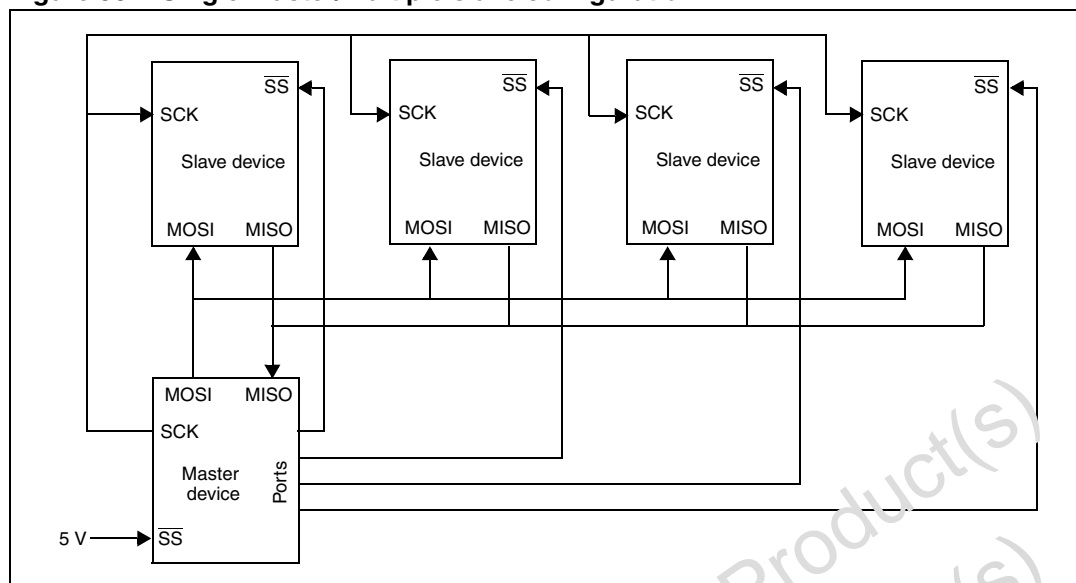 SS SS SS SS
SCK SCK SCK SCK
Slave device Slave device Slave device Slave device
MOSI MISO MOSI MISO MOSI MISO MOSI MISO
MOSI MISO
SCK
Master
device
Ports
5 V SS
Product(s)
(s)